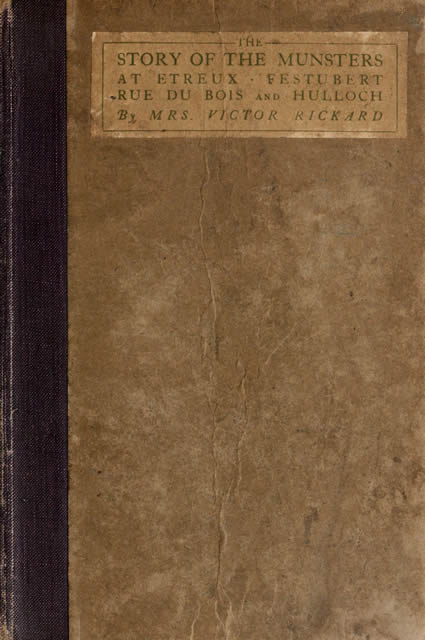 THE
STORY OF THE MUNSTERS
AT ETREUX · FESTUBERT
RUE DU BOIS AND HULLOCH
By MRS. VICTOR RICKARD